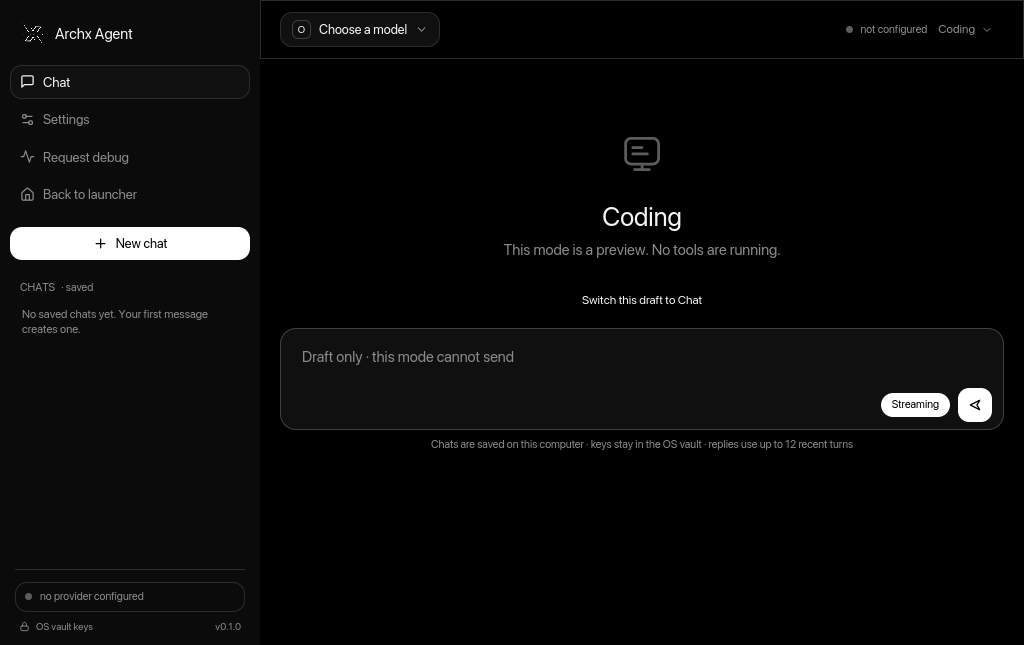 Archx Agent
Chat
Settings
Request debug
Back to launcher
New chat
CHATS · saved
No saved chats yet. Your first message
creates one.
no provider configured
OS vault keys
v0.1.0
O
Choose a model
not configured
Coding
Coding
This mode is a preview. No tools are running.
Switch this draft to Chat
Draft only · this mode cannot send
Streaming
Chats are saved on this computer · keys stay in the OS vault · replies use up to 12 recent turns